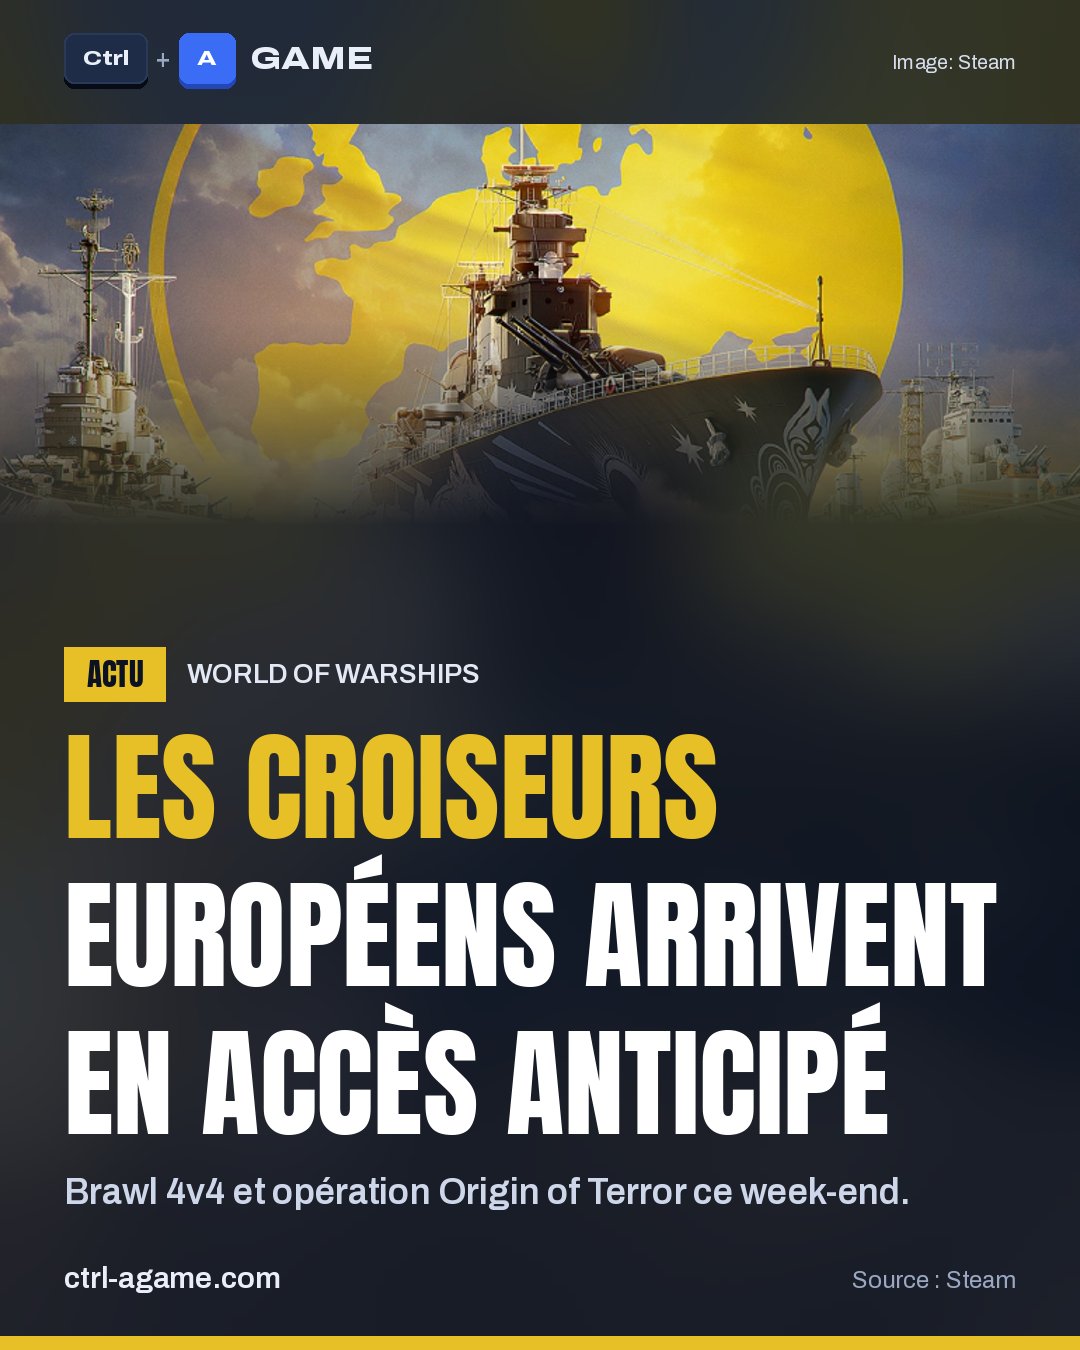 Ctrl + A GAME
Image: Steam
ACTU WORLD OF WARSHIPS
LES CROISEURS
EUROPÉENS ARRIVENT
EN ACCÈS ANTICIPÉ
Brawl 4v4 et opération Origin of Terror ce week-end.
ctrl-agame.com
Source : Steam